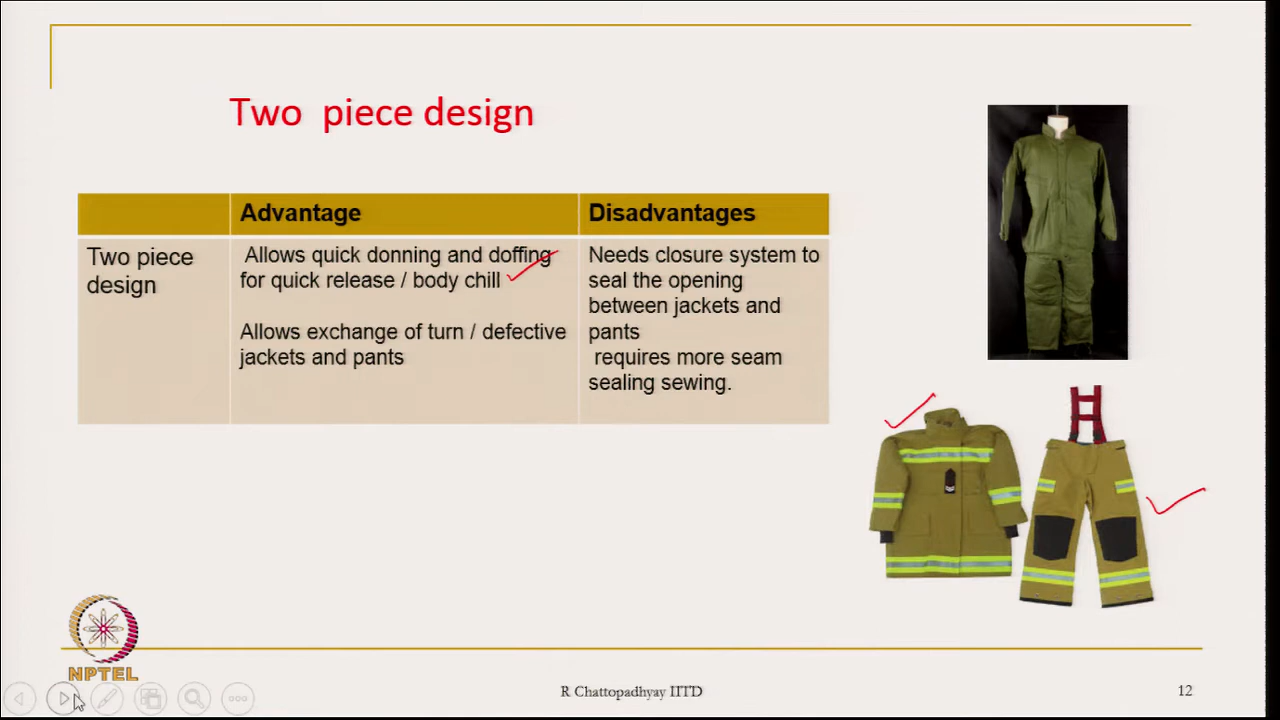 Two piece design
Advantage
Disadvantages
Two piece
design
Allows quick donning and doffing
for quick release / body chill
Allows exchange of turn / defective
jackets and pants
Needs closure system to
seal the opening
between jackets and
pants
requires more seam
sealing sewing.
NPTEL
R Chattopadhyay IITD
12